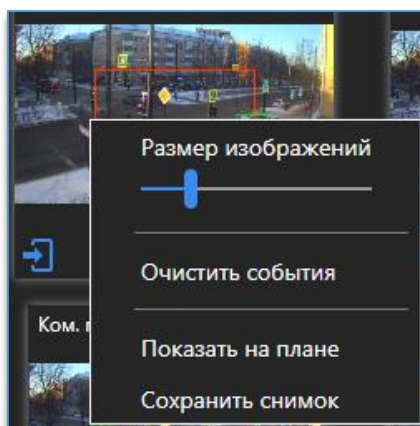 Размер изображений
Очистить события
Ком.
Показать на плане
Сохранить снимок